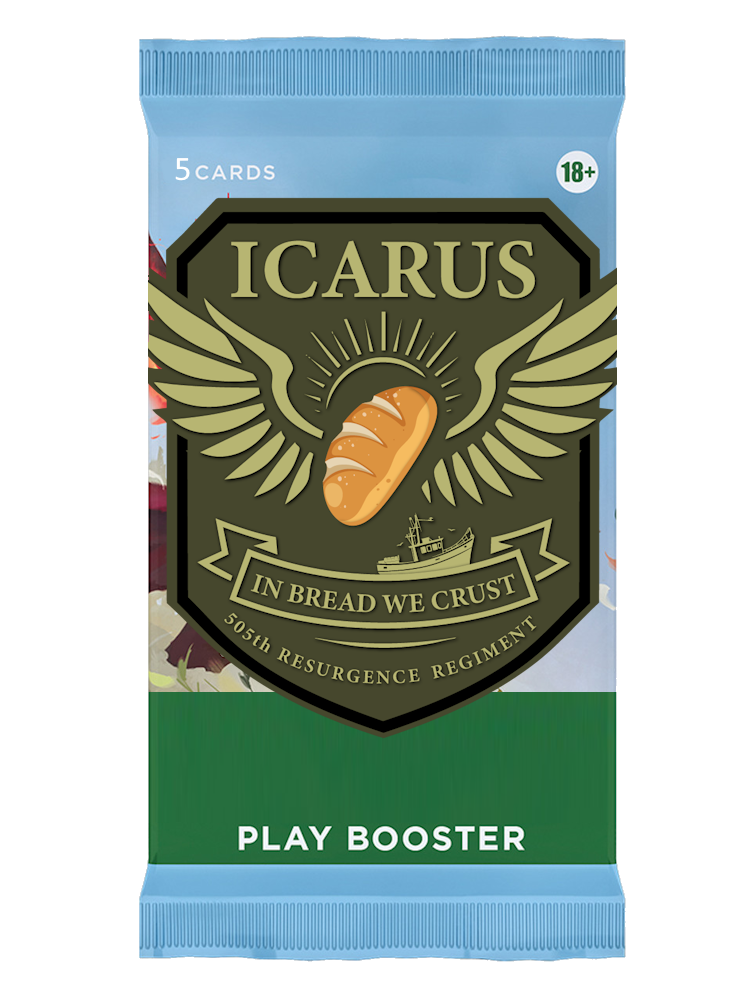 5 CARDS
18+
ICARUS
IN BREAD WE CRUST
505th RESURGENCE REGIMENT
PLAY BOOSTER